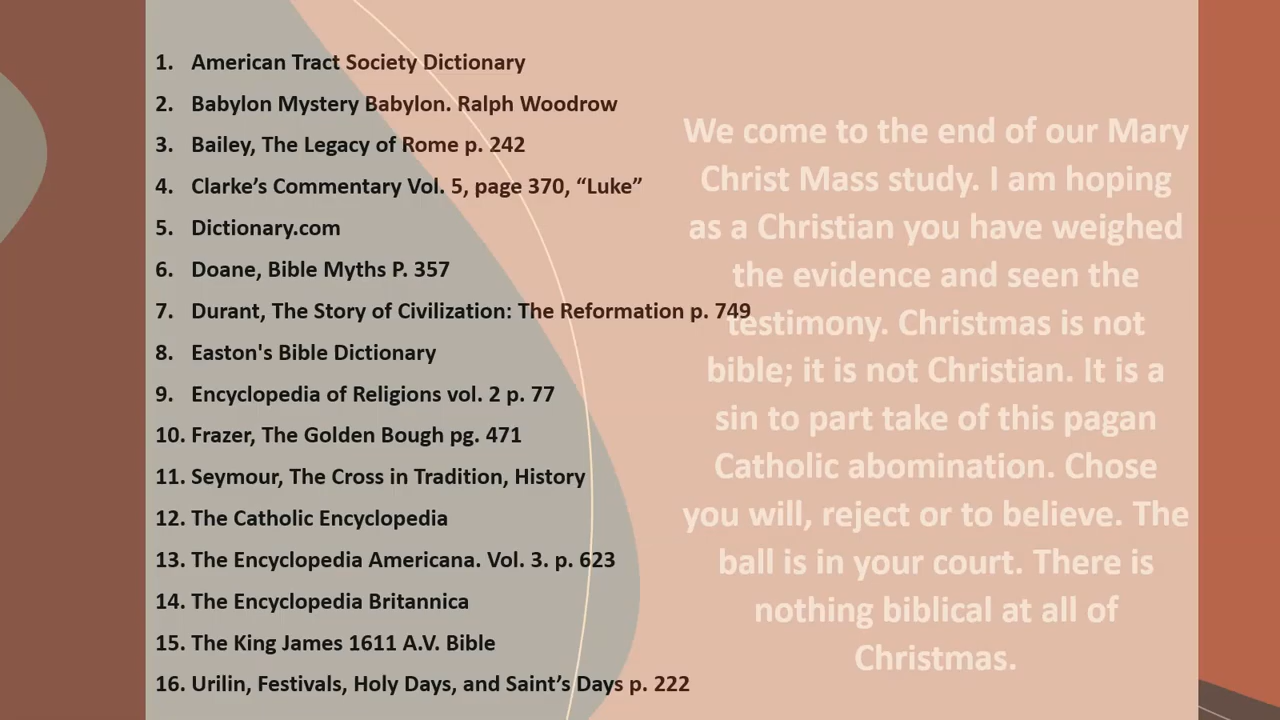 1. American Tract Society Dictionary
2. Babylon Mystery Babylon. Ralph Woodrow
3. Bailey, The Legacy of Rome p. 242
4. Clarke’s Commentary Vol. 5, page 370, “Luke”
5. Dictionary.com
6. Doane, Bible Myths P. 357
7. Durant, The Story of Civilization: The Reformation p. 749
8. Easton's Bible Dictionary
9. Encyclopedia of Religions vol. 2 p. 77
10. Frazer, The Golden Bough pg. 471
11. Seymour, The Cross in Tradition, History
12. The Catholic Encyclopedia
13. The Encyclopedia Americana. Vol. 3. p. 623
14. The Encyclopedia Britannica
15. The King James 1611 A.V. Bible
16. Urilin, Festivals, Holy Days, and Saint’s Days p. 222
We come to the end of our Mary
Christ Mass study. I am hoping
as a Christian you have weighed
the evidence and seen the
testimony. Christmas is not
bible; it is not Christian. It is a
sin to part take of this pagan
Catholic abomination. Chose
you will, reject or to believe. The
ball is in your court. There is
nothing biblical at all of
Christmas.